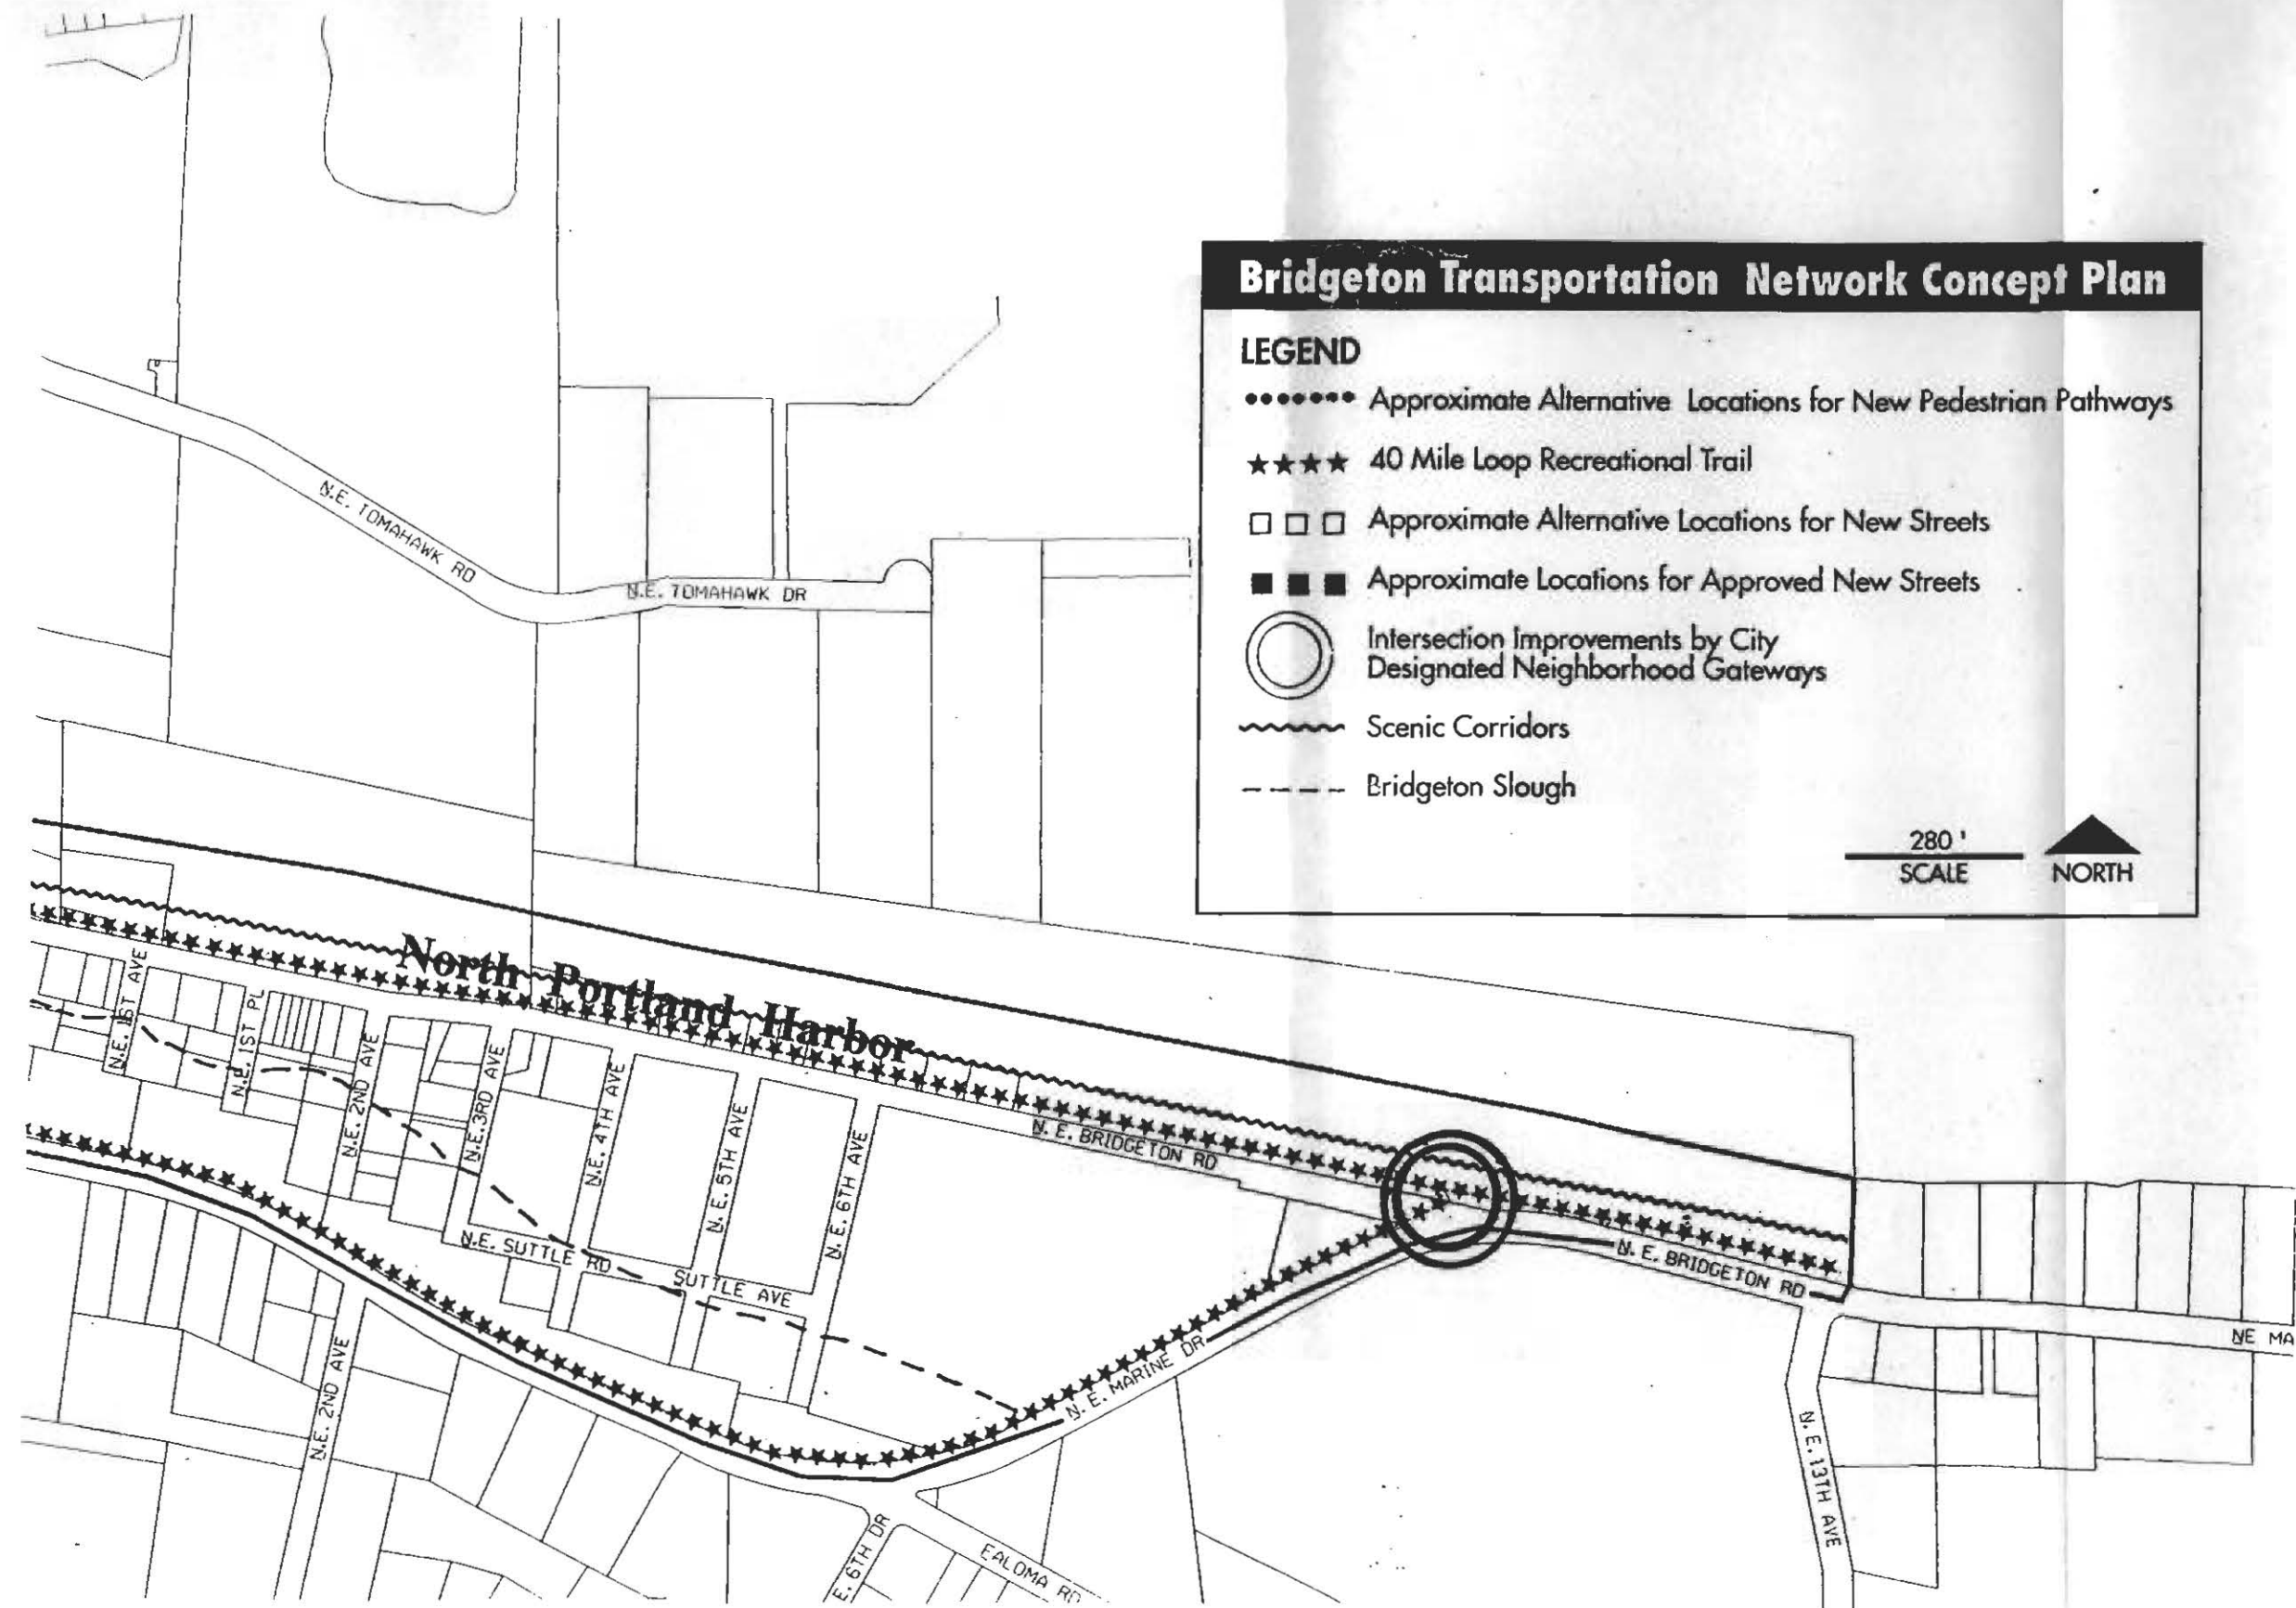 Bridgeton Transportation Network Concept Plan
LEGEND
Approximate Alternative Locations for New Pedestrian Pathways
40 Mile Loop Recreational Trail
Approximate Alternative Locations for New Streets
Approximate Locations for Approved New Streets
Intersection Improvements by City
Designated Neighborhood Gateways
Scenic Corridors
Bridgeton Slough
280 '
SCALE
NORTH
N.E. TOMAHAWK RD
N.E. TOMAHAWK DR
North Portland Harbor
N.E. 1ST AVE
N.E. 1ST PL
N.E. 2ND AVE
N.E. 3RD AVE
N.E. 4TH AVE
N.E. 5TH AVE
N.E. 6TH AVE
N. E. BRIDGETON RD
N. E. BRIDGETON RD
N.E. SUTTLE RD
SUTTLE AVE
N. E. MARINE DR
NE MA
N.E. 2ND AVE
N. E. 13TH AVE
E. 6TH DR
EALOMA RD